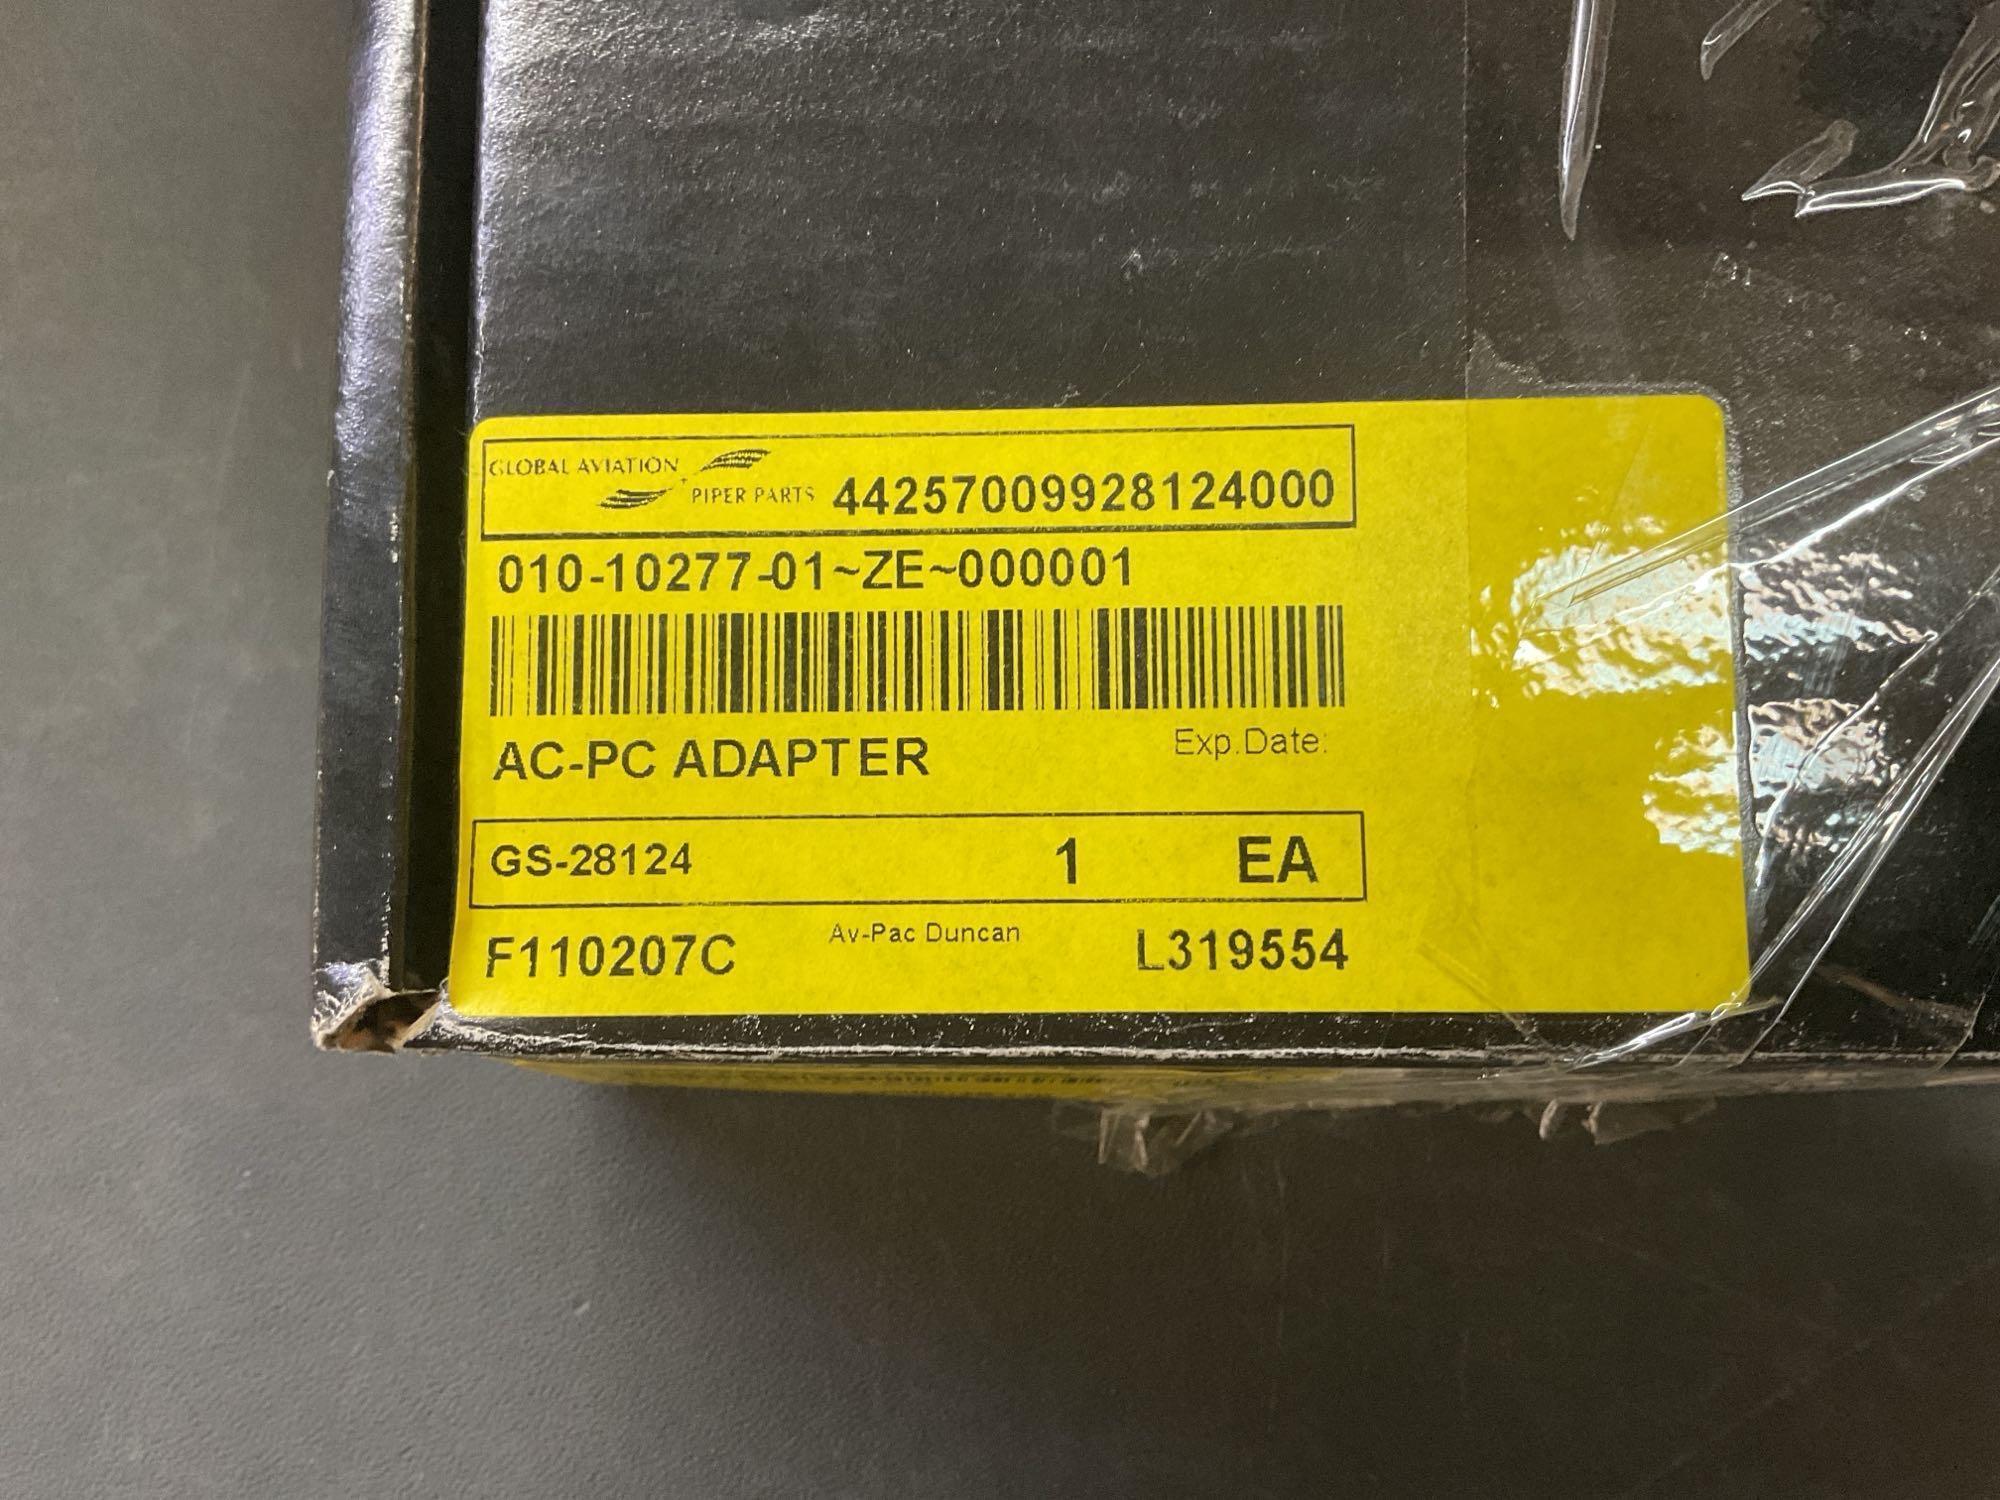 GLOBAL AVIATION
PIPER PARTS 44257009928124000
010-10277-01~ZE~000001
AC-PC ADAPTER Exp.Date:
GS-28124 1 EA
F110207C Av-Pac Duncan L319554